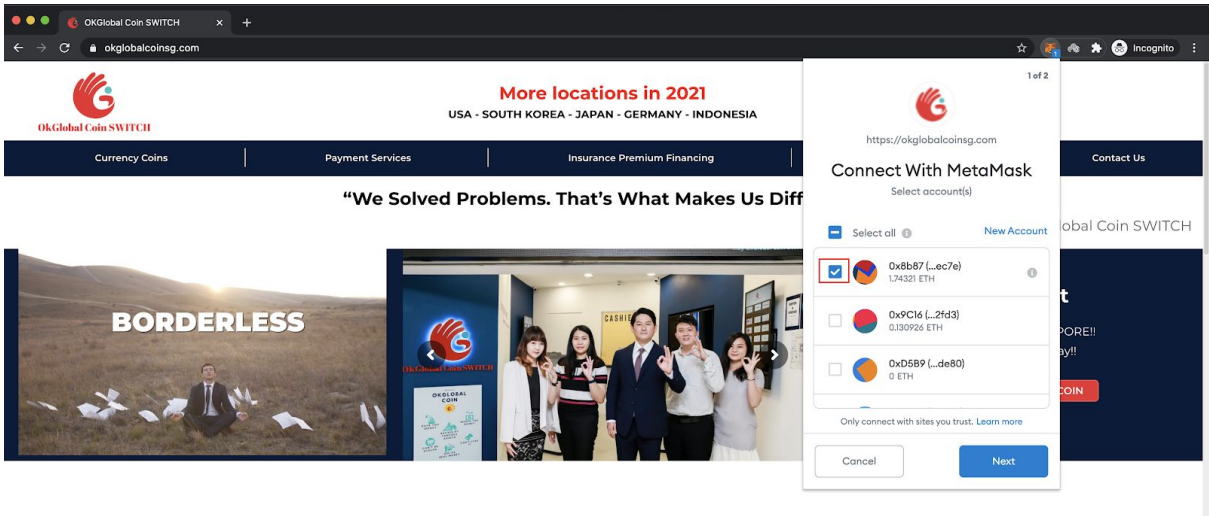 OKGlobal Coin SWITCH
okglobalcoinsg.com
Incognito
OkGlobal Coin SWITCH
More locations in 2021
USA - SOUTH KOREA - JAPAN - GERMANY - INDONESIA
Currency Coins
Payment Services
Insurance Premium Financing
Contact Us
“We Solved Problems. That’s What Makes Us Diff
lobal Coin SWITCH
BORDERLESS
CASHIE
OkGlobal Coin SWITCH
OKGLOBAL
COIN
t
PORE!!
ay!!
COIN
1 of 2
https://okglobalcoinsg.com
Connect With MetaMask
Select account(s)
Select all
New Account
0x8b87 (...ec7e)
1.74321 ETH
0x9C16 (...2fd3)
0.130926 ETH
0xD5B9 (...de80)
0 ETH
Only connect with sites you trust. Learn more
Cancel
Next